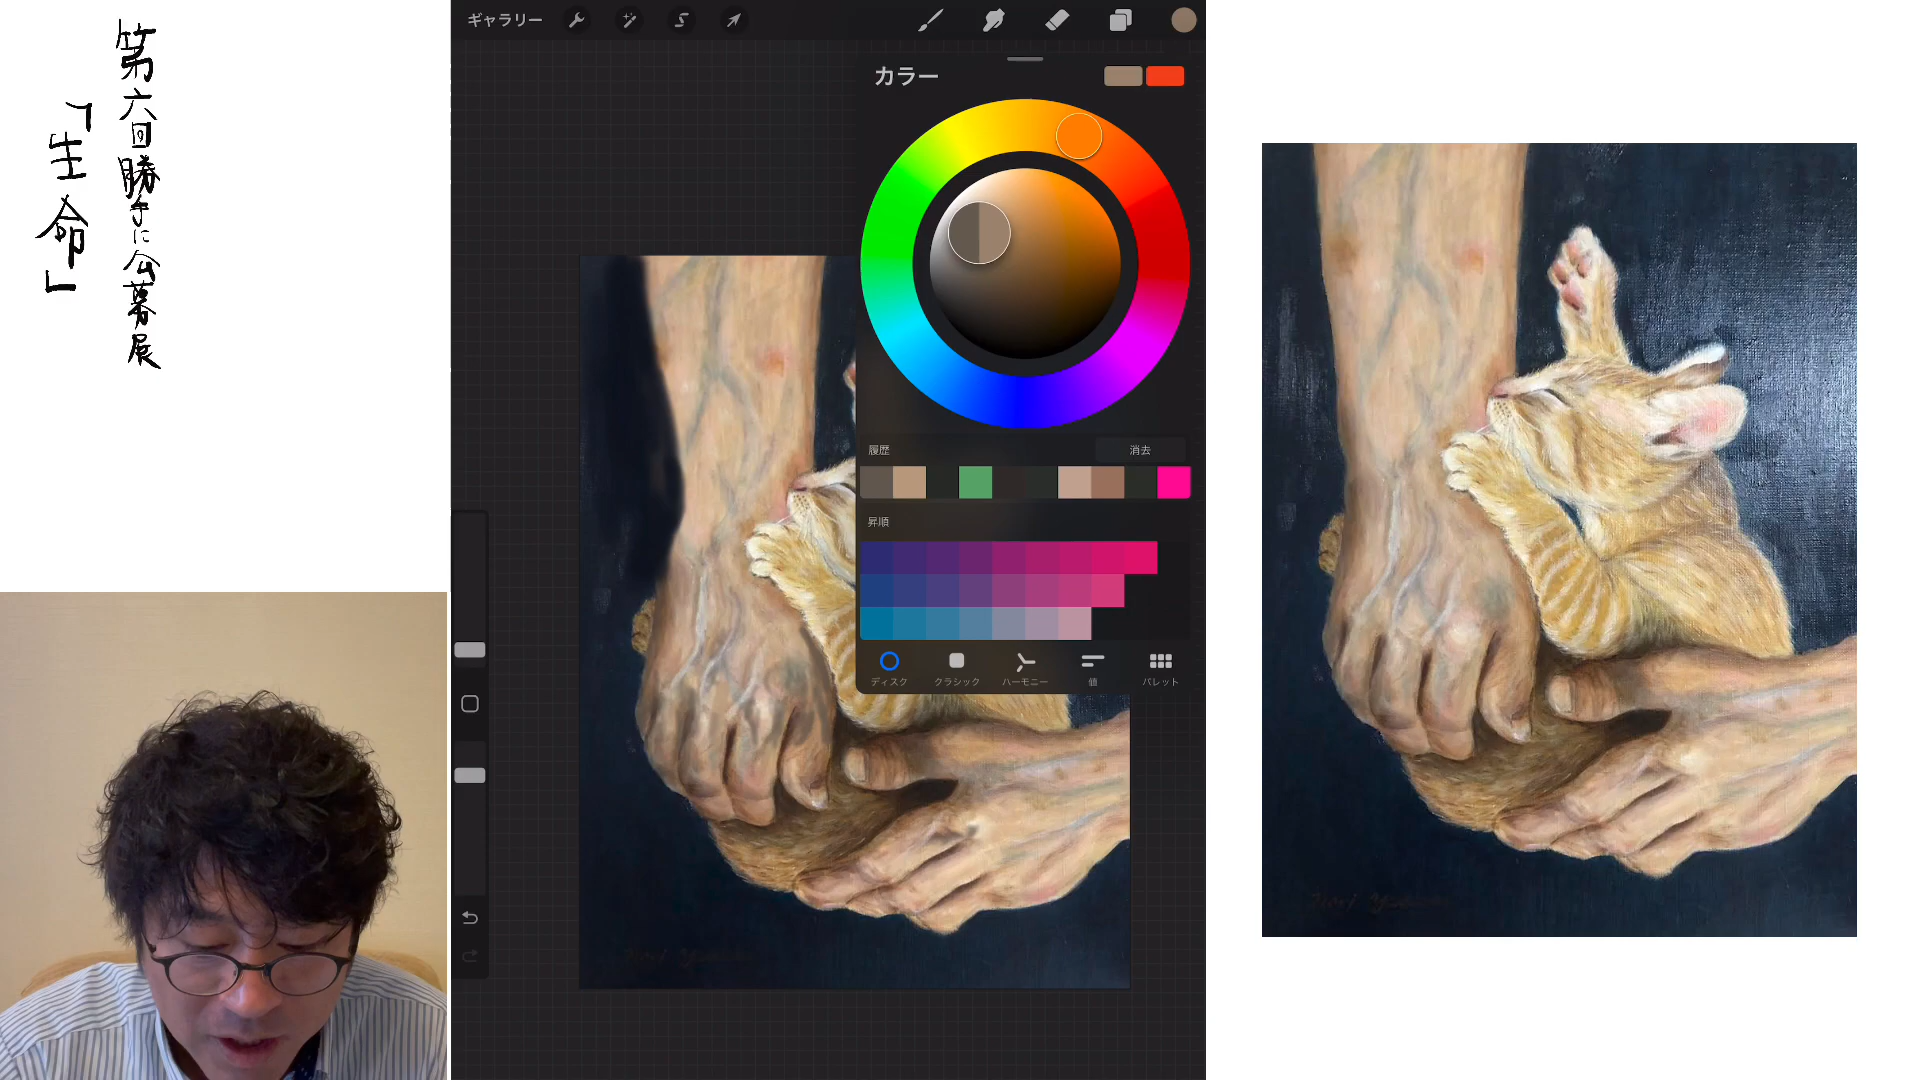 第六回勝手に公募展
「生命」
ギャラリー
カラー
履歴
消去
昇順
ディスク
クラシック
ハーモニー
値
パレット